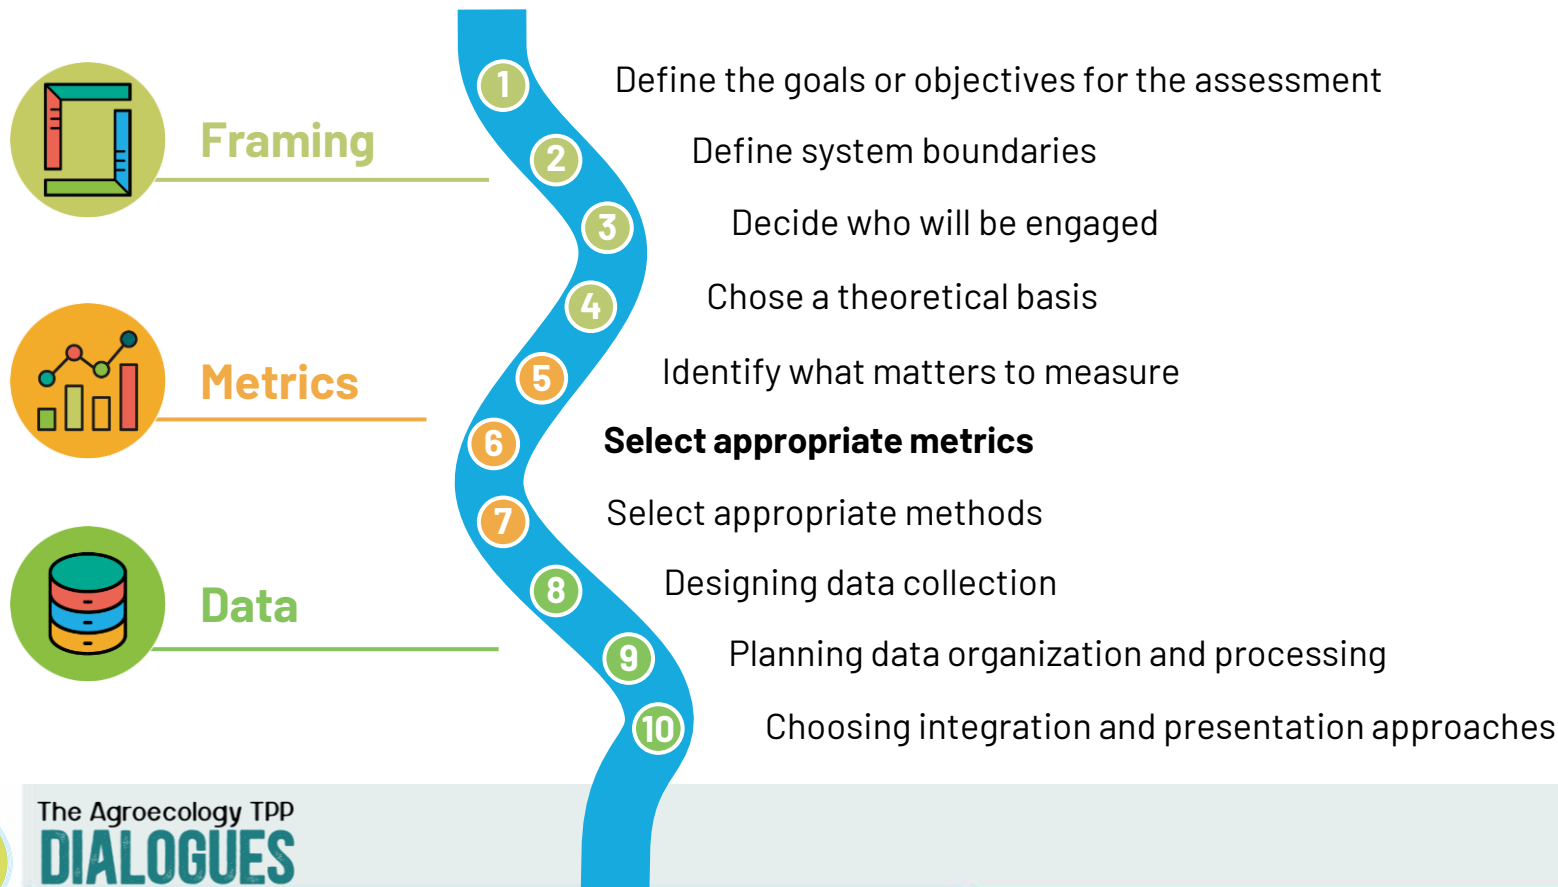 Framing
Metrics
Data
1 Define the goals or objectives for the assessment
2 Define system boundaries
3 Decide who will be engaged
4 Chose a theoretical basis
5 Identify what matters to measure
6 Select appropriate metrics
7 Select appropriate methods
8 Designing data collection
9 Planning data organization and processing
10 Choosing integration and presentation approaches
The Agroecology TPP
DIALOGUES